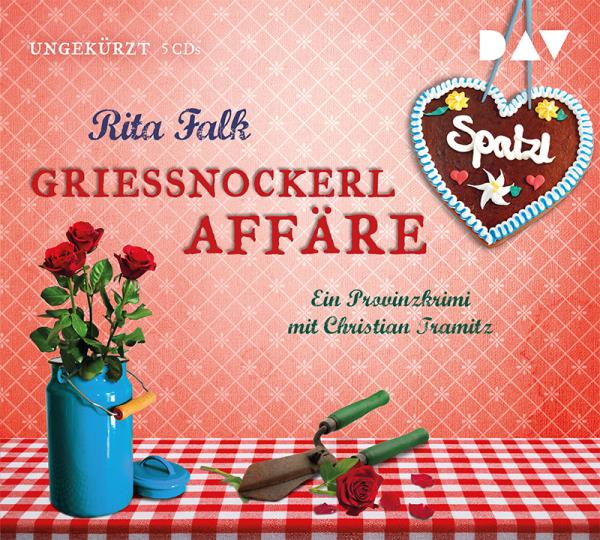 UNGEKÜRZT 5 CDs
DAV
Rita Falk
Spatzl
GRIESSNOCKERL
AFFÄRE
Ein Provinzkrimi
mit Christian Tramitz